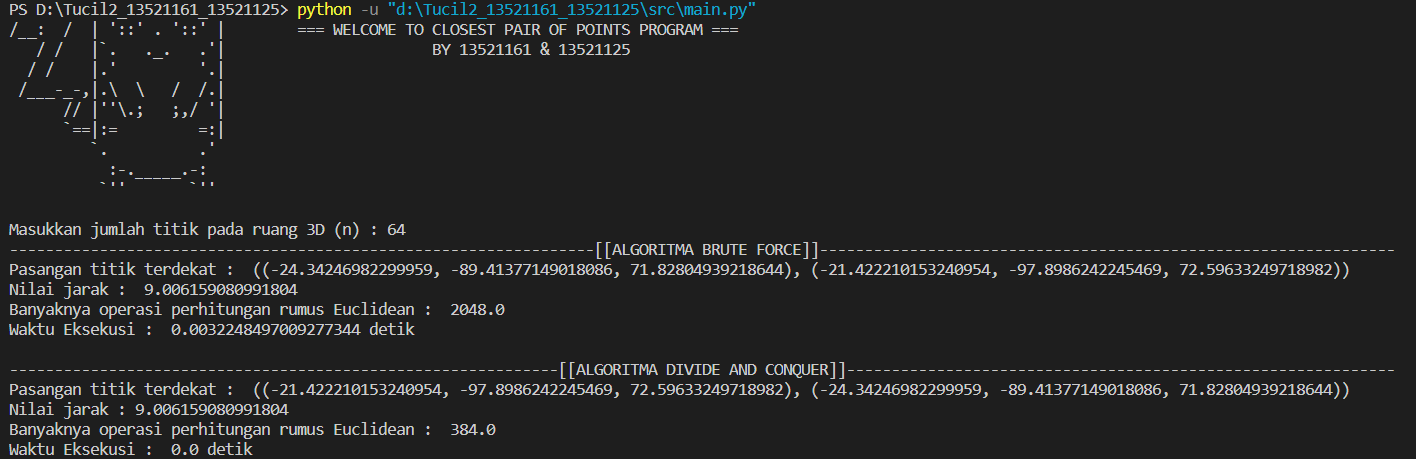 PS D:\Tucil2_13521161_13521125> python -u "d:\Tucil2_13521161_13521125\src\main.py"
/__:  /  | '::' . '::' |        === WELCOME TO CLOSEST PAIR OF POINTS PROGRAM ===
   / /   |`.   ._.   .'|                       BY 13521161 & 13521125
  / /    |.'         '.|
 /___-_-,|.\  \   /  /.|
      // |''\.;   ;,/ '|
      `==|:=         =:|
         `.          .'
           :-._____.-:
          `''       `''
Masukkan jumlah titik pada ruang 3D (n) : 64
-----------------------------------------------------------------[[ALGORITMA BRUTE FORCE]]----------------------------------------------------------------
Pasangan titik terdekat :  ((-24.34246982299959, -89.41377149018086, 71.82804939218644), (-21.422210153240954, -97.8986242245469, 72.59633249718982))
Nilai jarak :  9.006159080991804
Banyaknya operasi perhitungan rumus Euclidean :  2048.0
Waktu Eksekusi :  0.0032248497009277344 detik
-------------------------------------------------------------[[ALGORITMA DIVIDE AND CONQUER]]-------------------------------------------------------------
Pasangan titik terdekat :  ((-21.422210153240954, -97.8986242245469, 72.59633249718982), (-24.34246982299959, -89.41377149018086, 71.82804939218644))
Nilai jarak : 9.006159080991804
Banyaknya operasi perhitungan rumus Euclidean :  384.0
Waktu Eksekusi :  0.0 detik